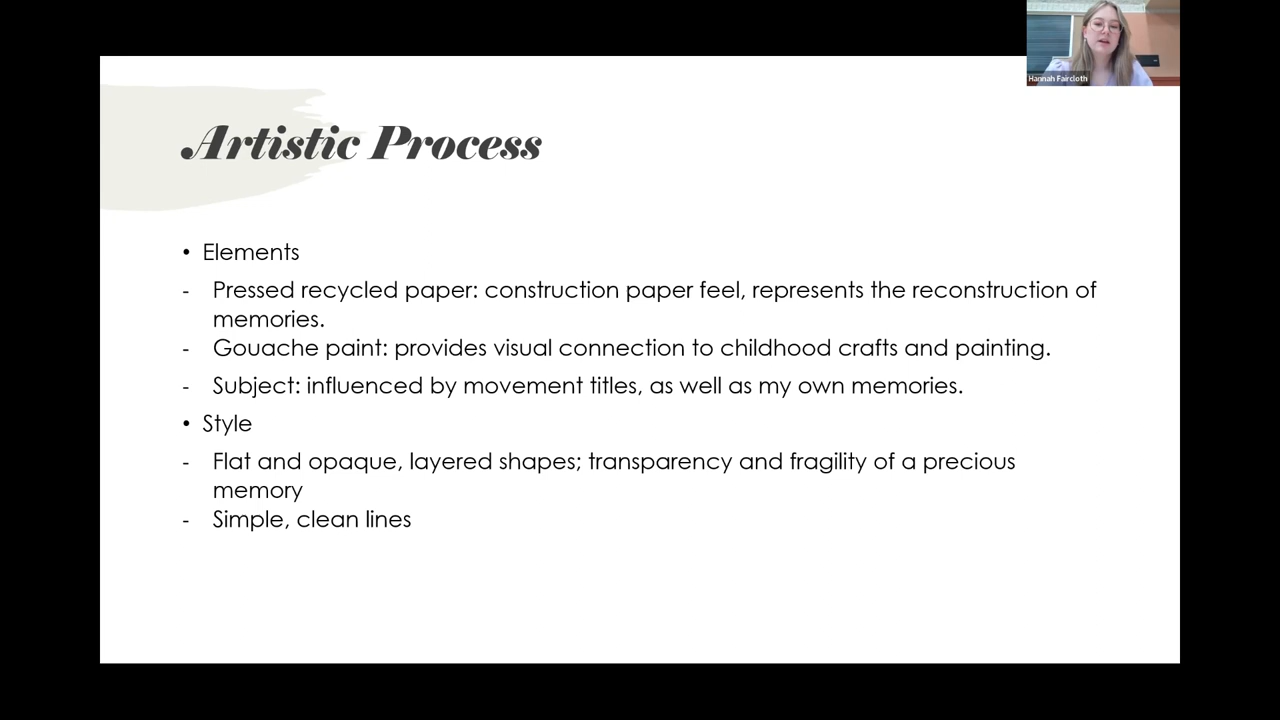 Hannah Faircloth
Artistic Process
• Elements
- Pressed recycled paper: construction paper feel, represents the reconstruction of
memories.
- Gouache paint: provides visual connection to childhood crafts and painting.
- Subject: influenced by movement titles, as well as my own memories.
• Style
- Flat and opaque, layered shapes; transparency and fragility of a precious
memory
- Simple, clean lines